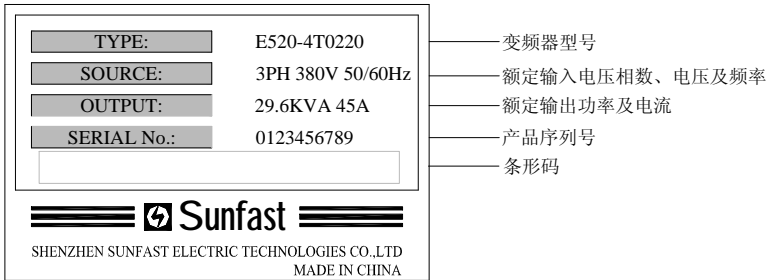 TYPE: E520-4T0220 变频器型号
SOURCE: 3PH 380V 50/60Hz 额定输入电压相数、电压及频率
OUTPUT: 29.6KVA 45A 额定输出功率及电流
SERIAL No.: 0123456789 产品序列号
条形码
Sunfast
SHENZHEN SUNFAST ELECTRIC TECHNOLOGIES CO.,LTD
MADE IN CHINA